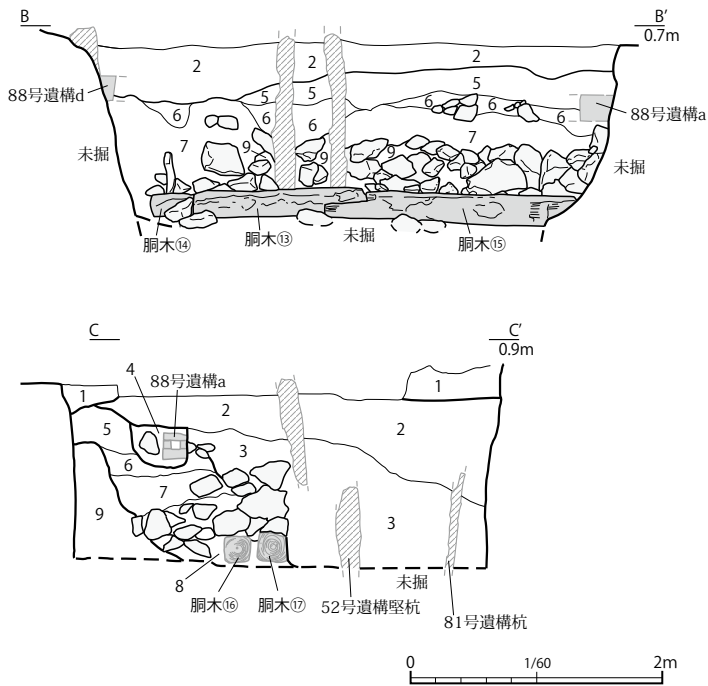 B B’
0.7m
2 2 2
88号遺構d 5 5 5
6 6 6 6 6 6 88号遺構a
7 9 9 9 7
未掘 未掘
胴木⑭ 胴木⑬ 未掘 胴木⑮
C C’
0.9m
4 88号遺構a
1 2 1
5 3 2
6
7
9 3
8 未掘
胴木⑯ 胴木⑰ 52号遺構竪杭 81号遺構杭
0 1/60 2m